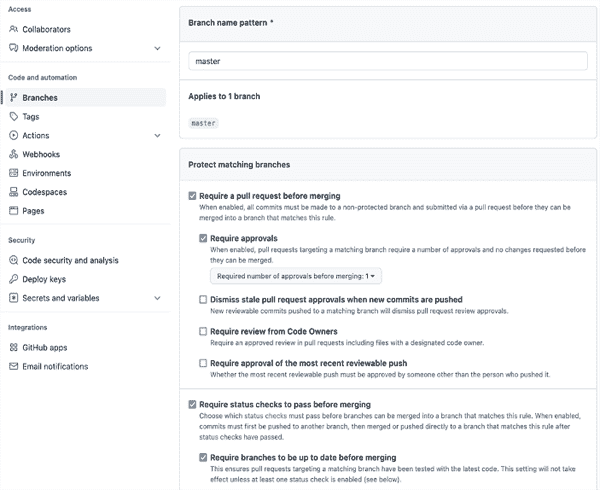 Access
Collaborators
Moderation options
Code and automation
Branches
Tags
Actions
Webhooks
Environments
Codespaces
Pages
Security
Code security and analysis
Deploy keys
Secrets and variables
Integrations
GitHub apps
Email notifications
Branch name pattern *
master
Applies to 1 branch
master
Protect matching branches
Require a pull request before merging
When enabled, all commits must be made to a non-protected branch and submitted via a pull request before they can be
merged into a branch that matches this rule.
Require approvals
When enabled, pull requests targeting a matching branch require a number of approvals and no changes requested before
they can be merged.
Required number of approvals before merging: 1
Dismiss stale pull request approvals when new commits are pushed
New reviewable commits pushed to a matching branch will dismiss pull request review approvals.
Require review from Code Owners
Require an approved review in pull requests including files with a designated code owner.
Require approval of the most recent reviewable push
Whether the most recent reviewable push must be approved by someone other than the person who pushed it.
Require status checks to pass before merging
Choose which status checks must pass before branches can be merged into a branch that matches this rule. When enabled,
commits must first be pushed to another branch, then merged or pushed directly to a branch that matches this rule after
status checks have passed.
Require branches to be up to date before merging
This ensures pull requests targeting a matching branch have been tested with the latest code. This setting will not take
effect unless at least one status check is enabled (see below).